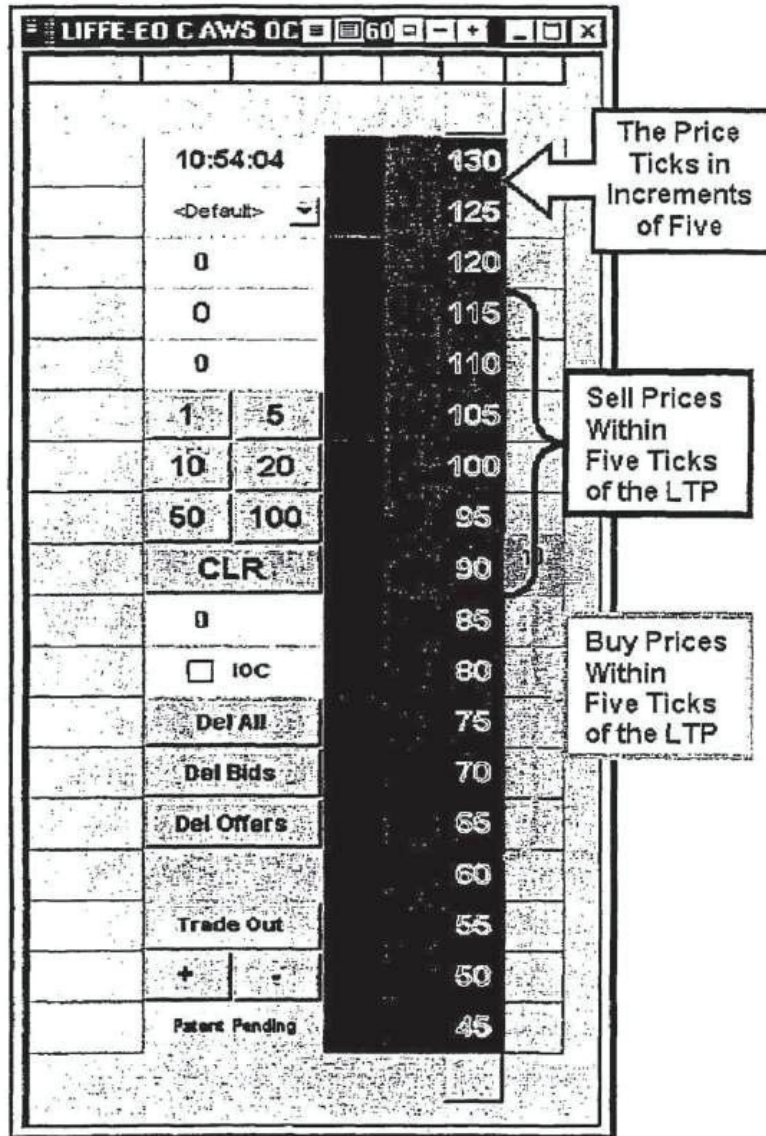 LIFFE-EO C AWS OC 60
10:54:04
130
The Price
Ticks in
Increments
of Five
<Default>
125
0
120
0
115
0
110
1 5
105
Sell Prices
Within
Five Ticks
of the LTP
10 20
100
50 100
95
CLR
90
0
85
Buy Prices
Within
Five Ticks
of the LTP
IOC
80
Del All
75
Del Bids
70
Del Offers
65
60
Trade Out
55
+ -
50
Patent Pending
45